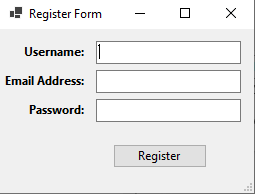 Register Form
Username:
Email Address:
Password:
Register